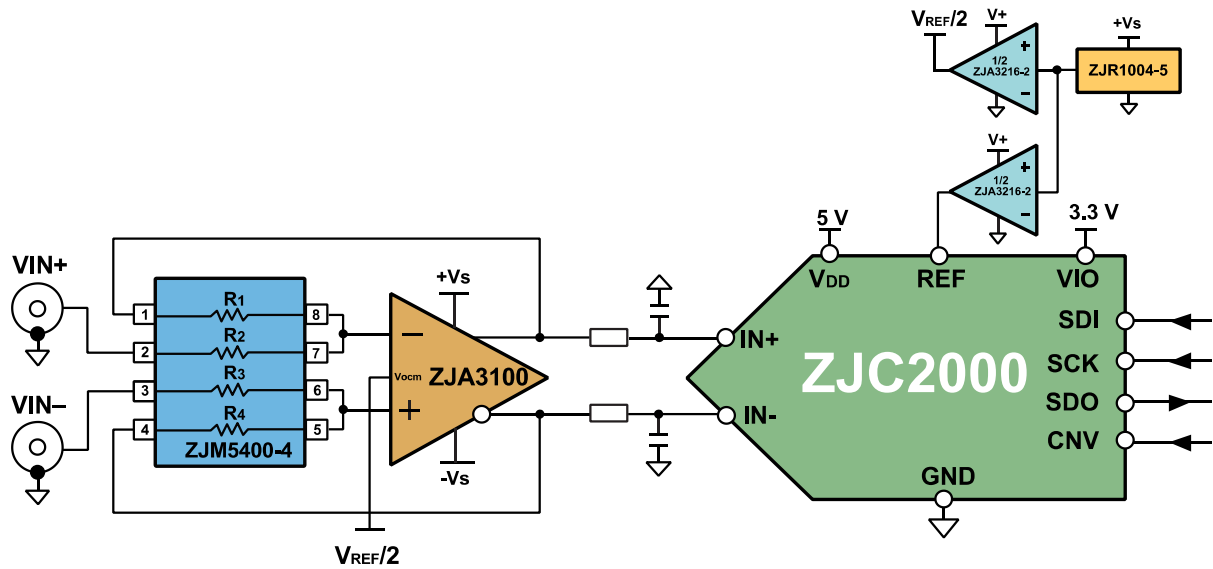 VREF/2
V+
+Vs
+
1/2
ZJA3216-2
−
ZJR1004-5
V+
+
1/2
ZJA3216-2
−
5 V
3.3 V
VDD
REF
VIO
VIN+
VIN−
1
R1
8
2
R2
7
3
R3
6
4
R4
5
ZJM5400-4
+Vs
−
Vocm
ZJA3100
+
-Vs
VREF/2
IN+
IN-
ZJC2000
SDI
SCK
SDO
CNV
GND